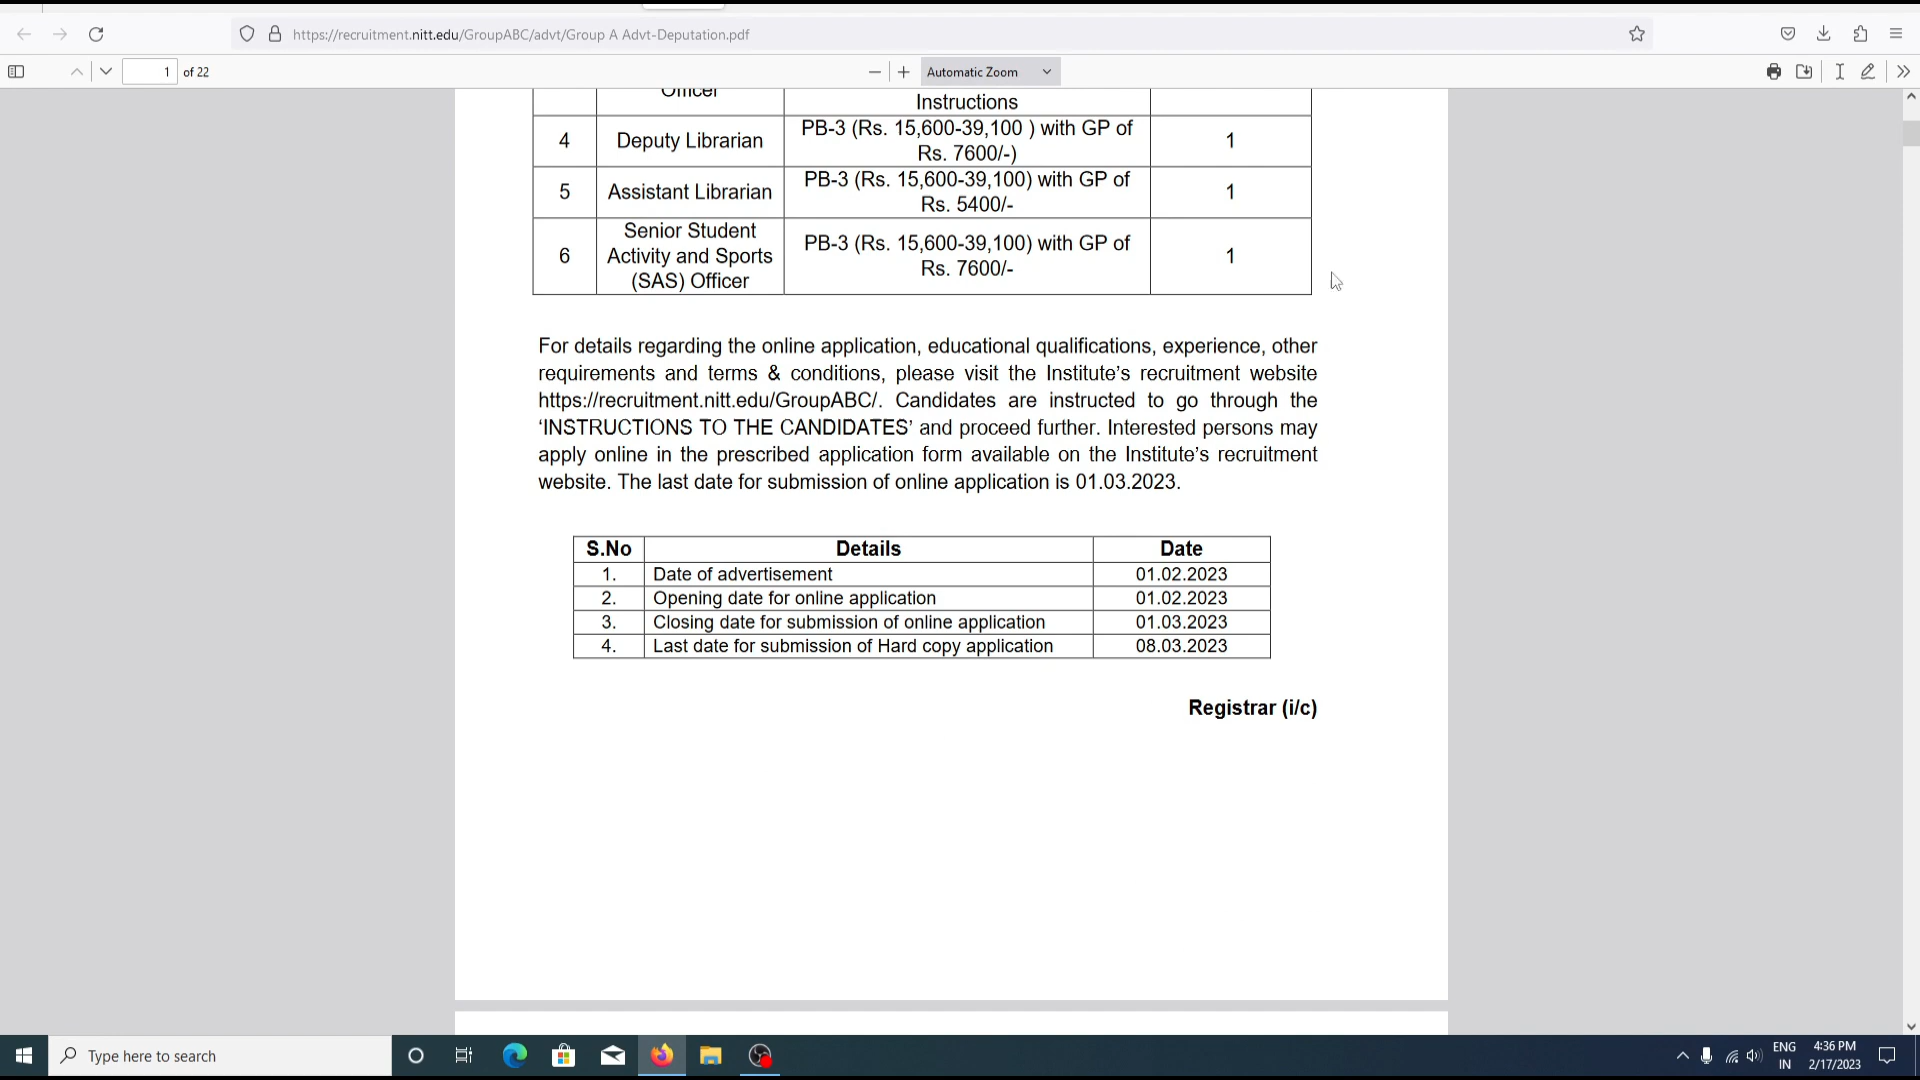 https://recruitment.nitt.edu/GroupABC/advt/Group A Advt-Deputation.pdf
1 of 22
Automatic Zoom
Officer
Instructions
4 Deputy Librarian PB-3 (Rs. 15,600-39,100 ) with GP of Rs. 7600/-) 1
5 Assistant Librarian PB-3 (Rs. 15,600-39,100) with GP of Rs. 5400/- 1
6 Senior Student Activity and Sports (SAS) Officer PB-3 (Rs. 15,600-39,100) with GP of Rs. 7600/- 1
For details regarding the online application, educational qualifications, experience, other
requirements and terms & conditions, please visit the Institute’s recruitment website
https://recruitment.nitt.edu/GroupABC/. Candidates are instructed to go through the
‘INSTRUCTIONS TO THE CANDIDATES’ and proceed further. Interested persons may
apply online in the prescribed application form available on the Institute’s recruitment
website. The last date for submission of online application is 01.03.2023.
S.No Details Date
1. Date of advertisement 01.02.2023
2. Opening date for online application 01.02.2023
3. Closing date for submission of online application 01.03.2023
4. Last date for submission of Hard copy application 08.03.2023
Registrar (i/c)
Type here to search
ENG
IN
4:36 PM
2/17/2023